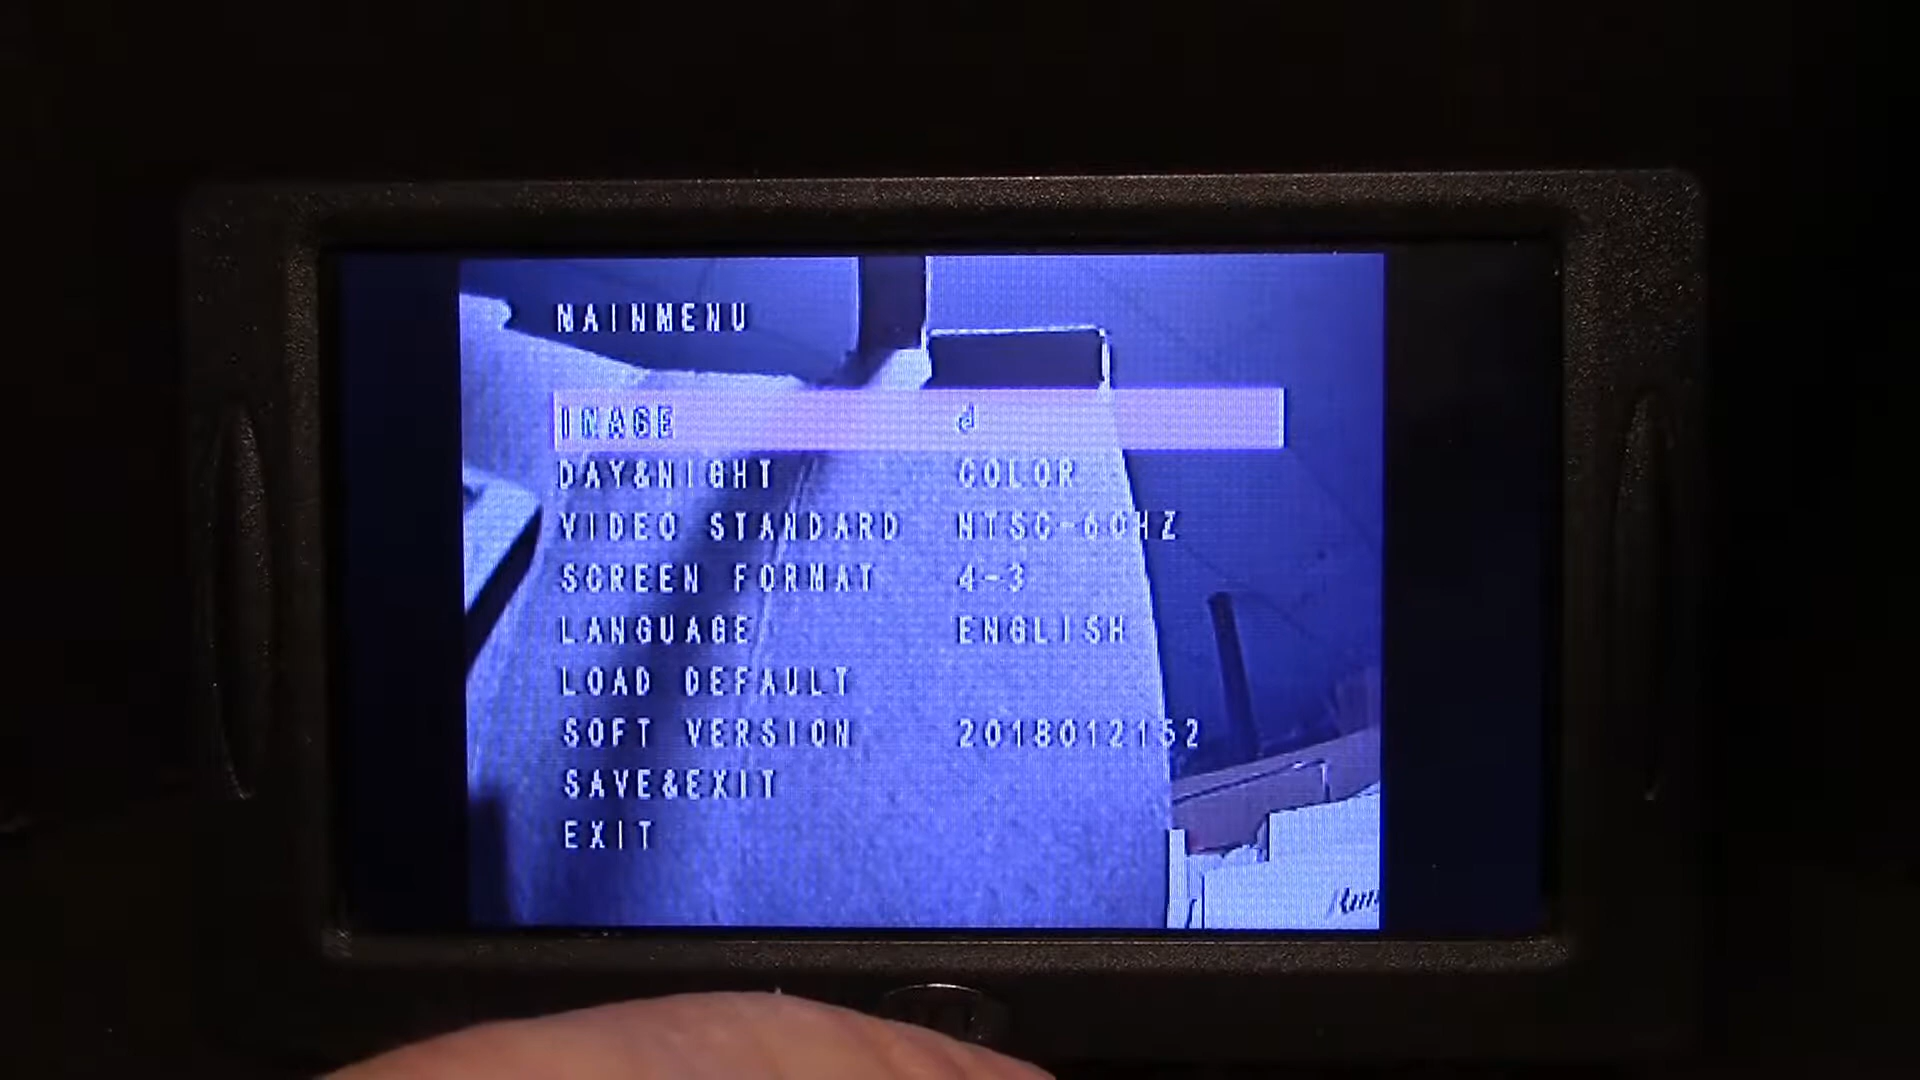 MAINMENU
IMAGE
DAY&NIGHT COLOR
VIDEO STANDARD NTSC-60HZ
SCREEN FORMAT 4-3
LANGUAGE ENGLISH
LOAD DEFAULT
SOFT VERSION 2018012152
SAVE&EXIT
EXIT